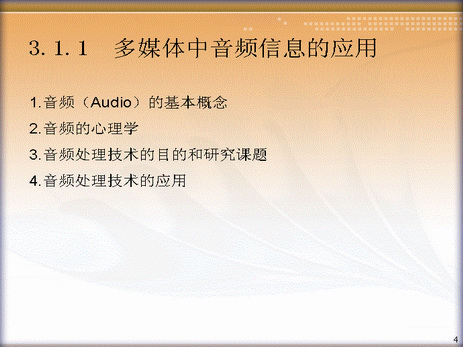 3.1.1 多媒体中音频信息的应用
1.音频（Audio）的基本概念
2.音频的心理学
3.音频处理技术的目的和研究课题
4.音频处理技术的应用
4